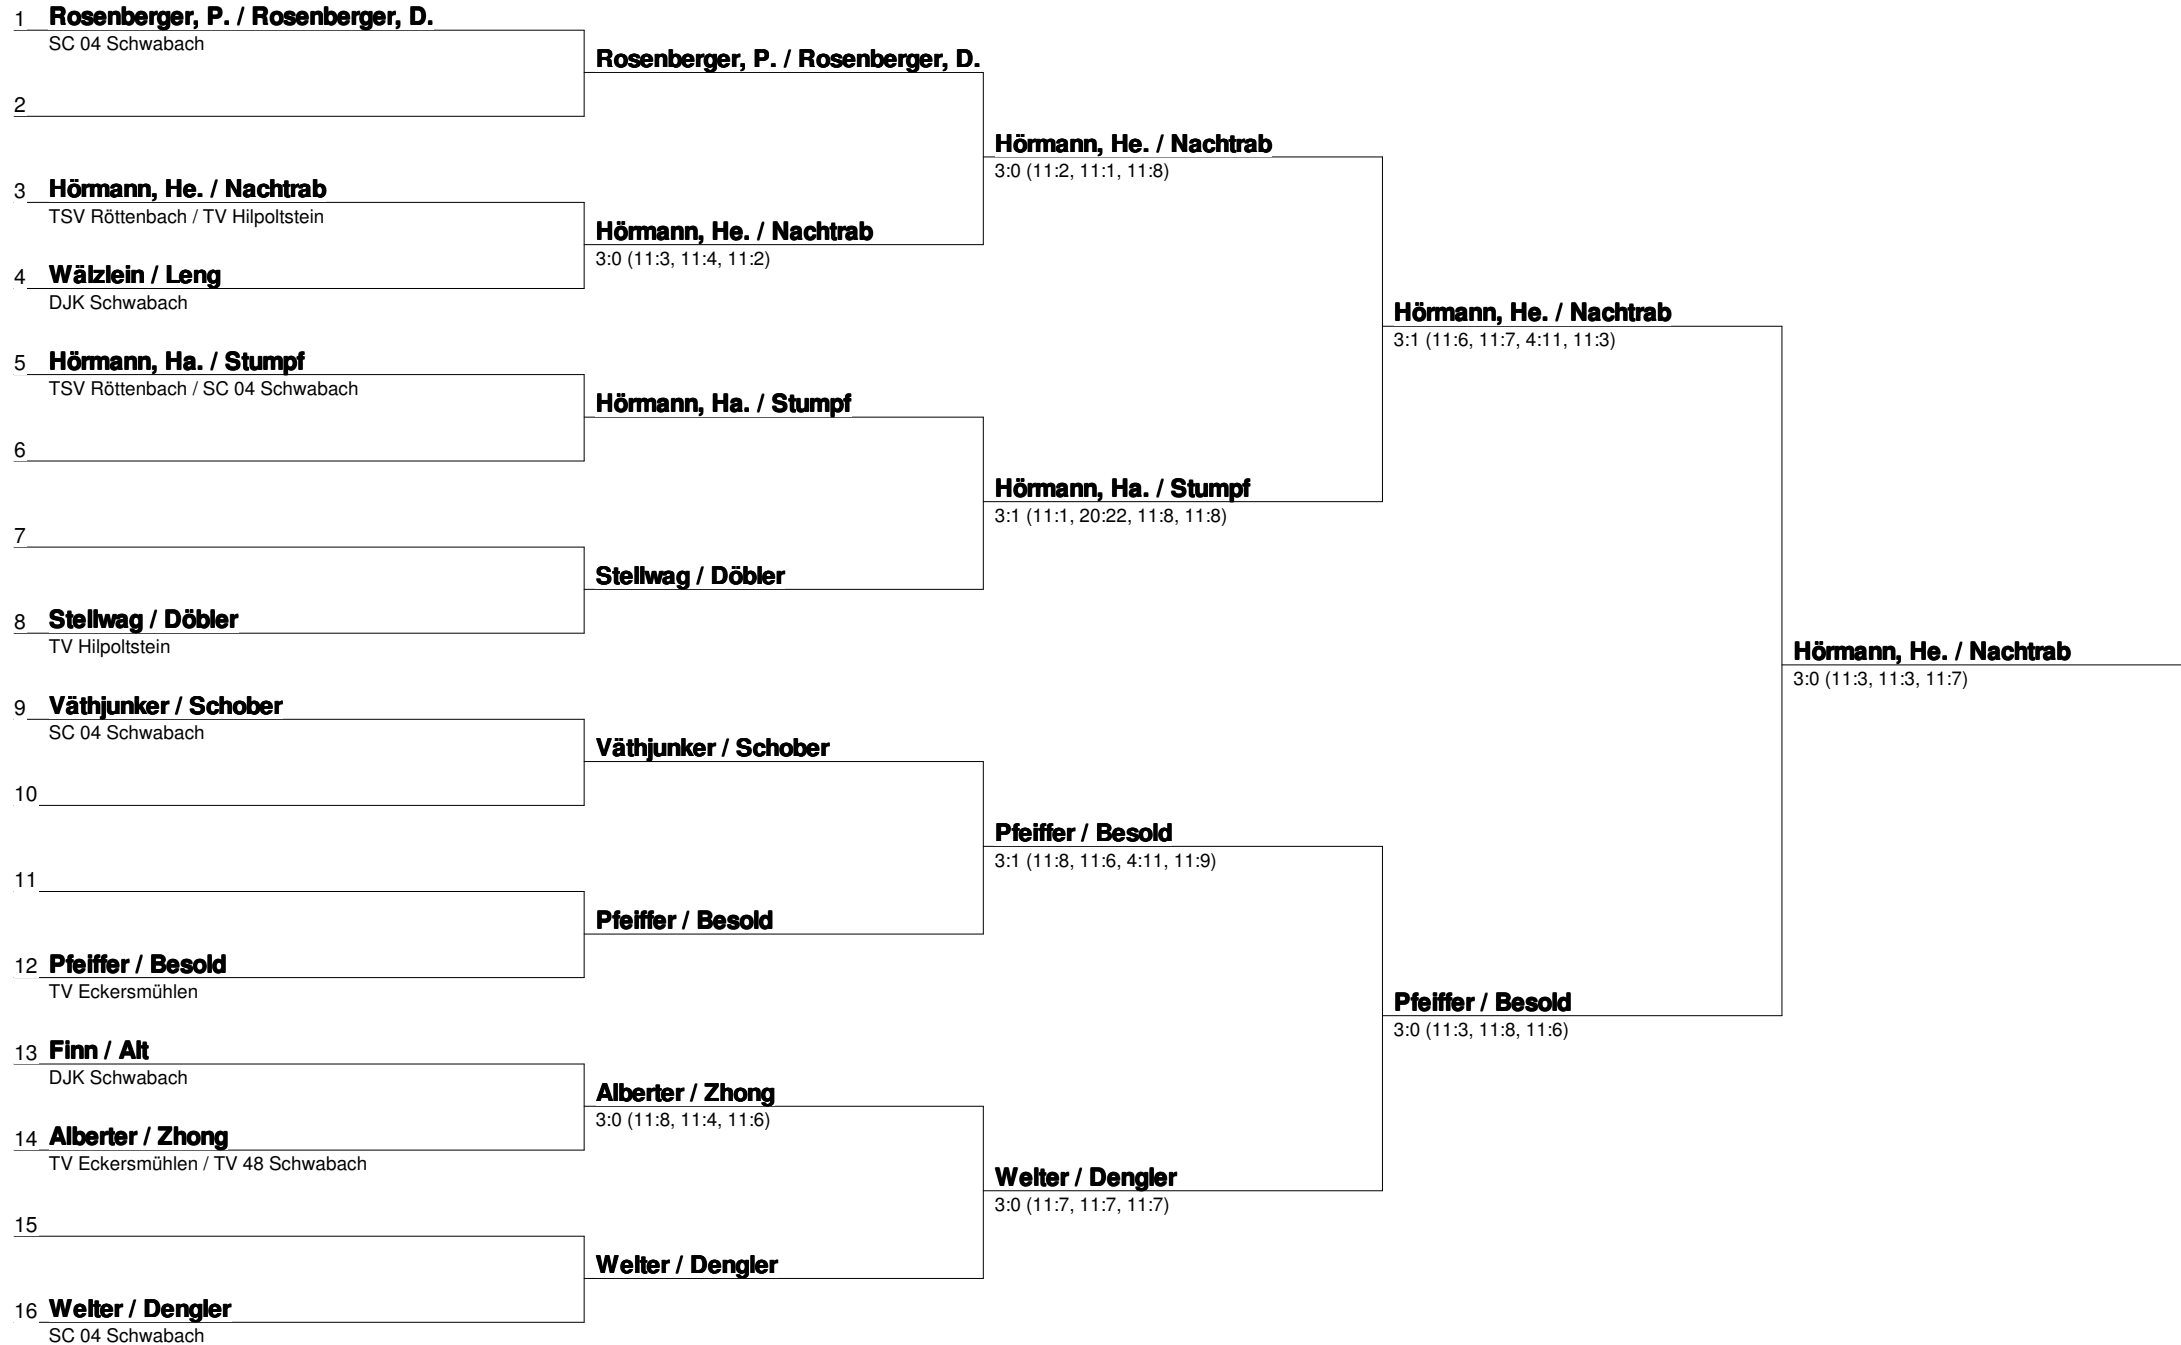 1 Rosenberger, P. / Rosenberger, D.
SC 04 Schwabach
2
3 Hörmann, He. / Nachtrab
TSV Röttenbach / TV Hilpoltstein
4 Wälzlein / Leng
DJK Schwabach
5 Hörmann, Ha. / Stumpf
TSV Röttenbach / SC 04 Schwabach
6
7
8 Stellwag / Döbler
TV Hilpoltstein
9 Väthjunker / Schober
SC 04 Schwabach
10
11
12 Pfeiffer / Besold
TV Eckersmühlen
13 Finn / Alt
DJK Schwabach
14 Alberter / Zhong
TV Eckersmühlen / TV 48 Schwabach
15
16 Welter / Dengler
SC 04 Schwabach
Rosenberger, P. / Rosenberger, D.
Hörmann, He. / Nachtrab
3:0 (11:3, 11:4, 11:2)
Hörmann, Ha. / Stumpf
Stellwag / Döbler
Väthjunker / Schober
Pfeiffer / Besold
Alberter / Zhong
3:0 (11:8, 11:4, 11:6)
Welter / Dengler
Hörmann, He. / Nachtrab
3:0 (11:2, 11:1, 11:8)
Hörmann, Ha. / Stumpf
3:1 (11:1, 20:22, 11:8, 11:8)
Pfeiffer / Besold
3:1 (11:8, 11:6, 4:11, 11:9)
Welter / Dengler
3:0 (11:7, 11:7, 11:7)
Hörmann, He. / Nachtrab
3:1 (11:6, 11:7, 4:11, 11:3)
Pfeiffer / Besold
3:0 (11:3, 11:8, 11:6)
Hörmann, He. / Nachtrab
3:0 (11:3, 11:3, 11:7)